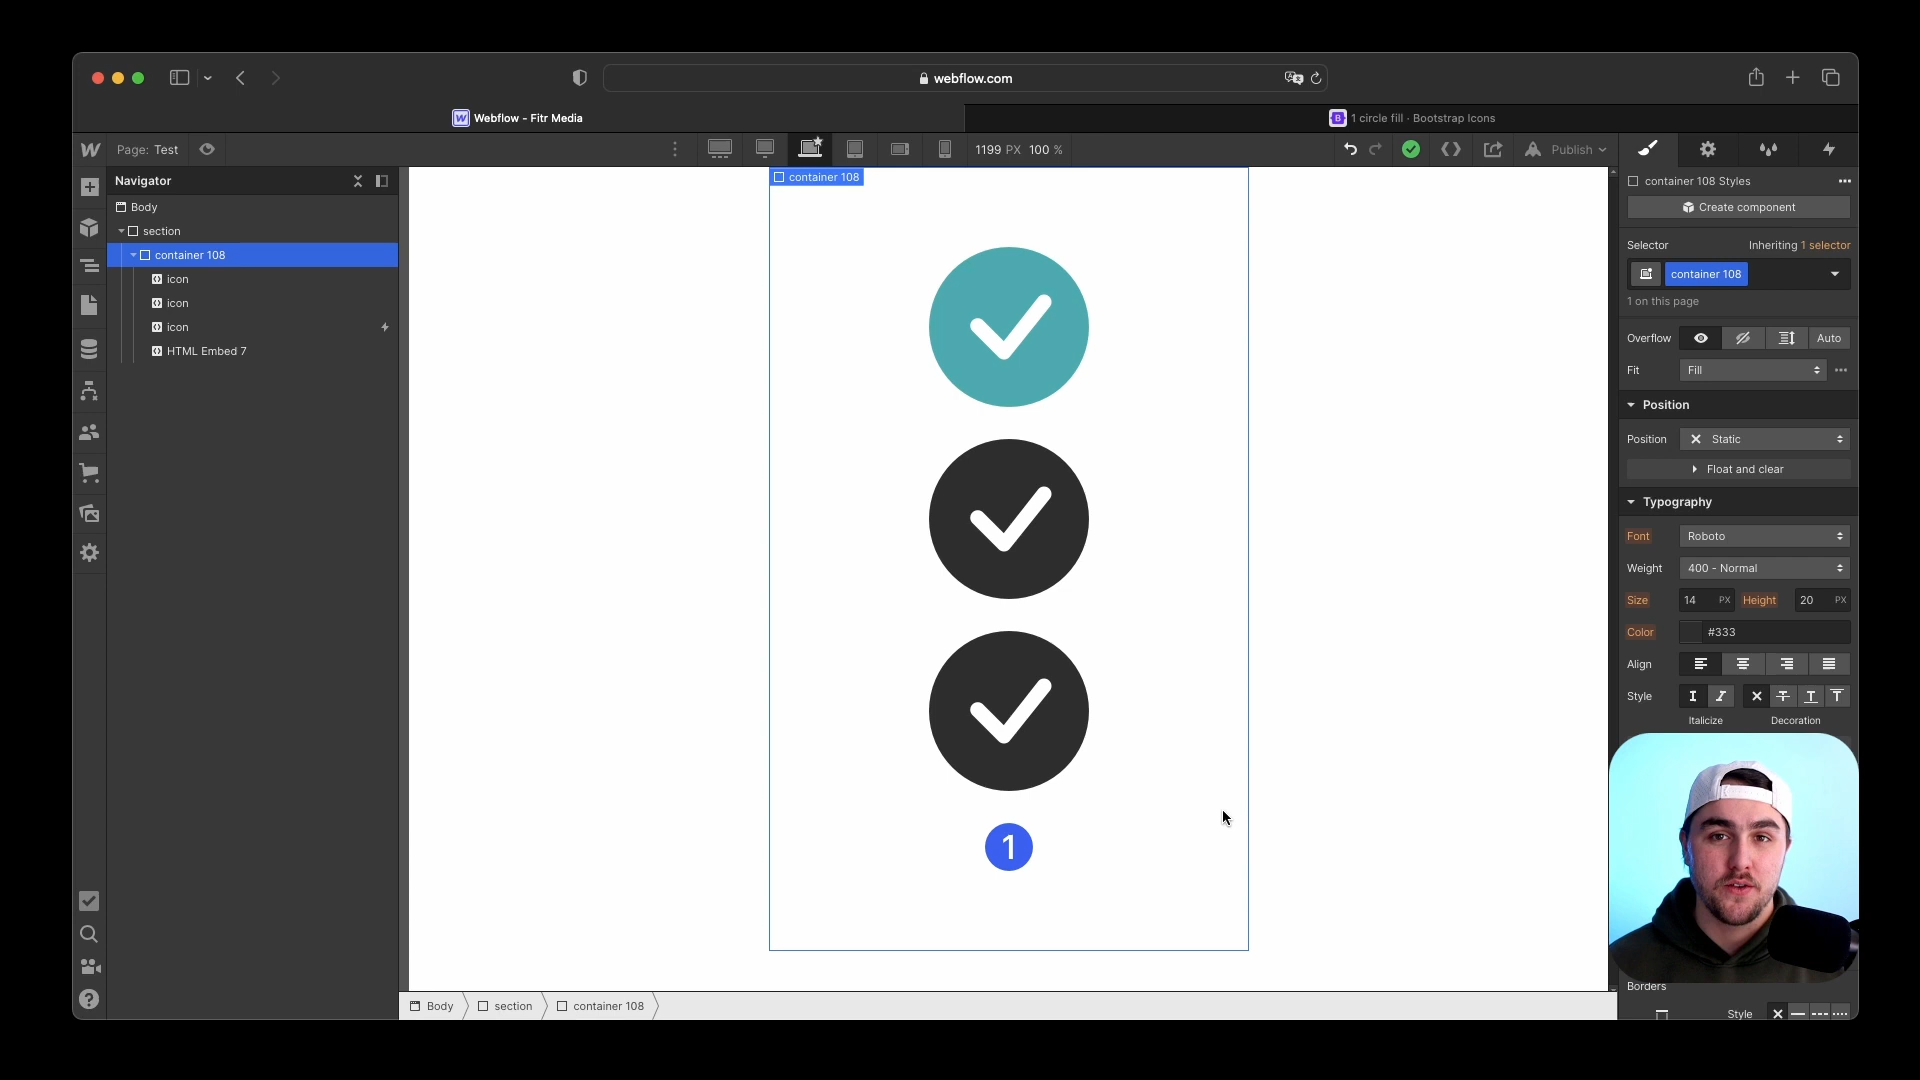 webflow.com
Webflow - Fitr Media
1 circle fill · Bootstrap Icons
Page: Test
1199 PX 100 %
Publish
Navigator
Body
section
container 108
icon
icon
icon
HTML Embed 7
container 108
1
Body
section
container 108
container 108 Styles
Create component
Selector
Inheriting 1 selector
container 108
1 on this page
Overflow
Auto
Fit
Fill
Position
Position
Static
Float and clear
Typography
Font
Roboto
Weight
400 - Normal
Size
14 PX
Height
20 PX
Color
#333
Align
Style
Italicize
Decoration
Borders
Style